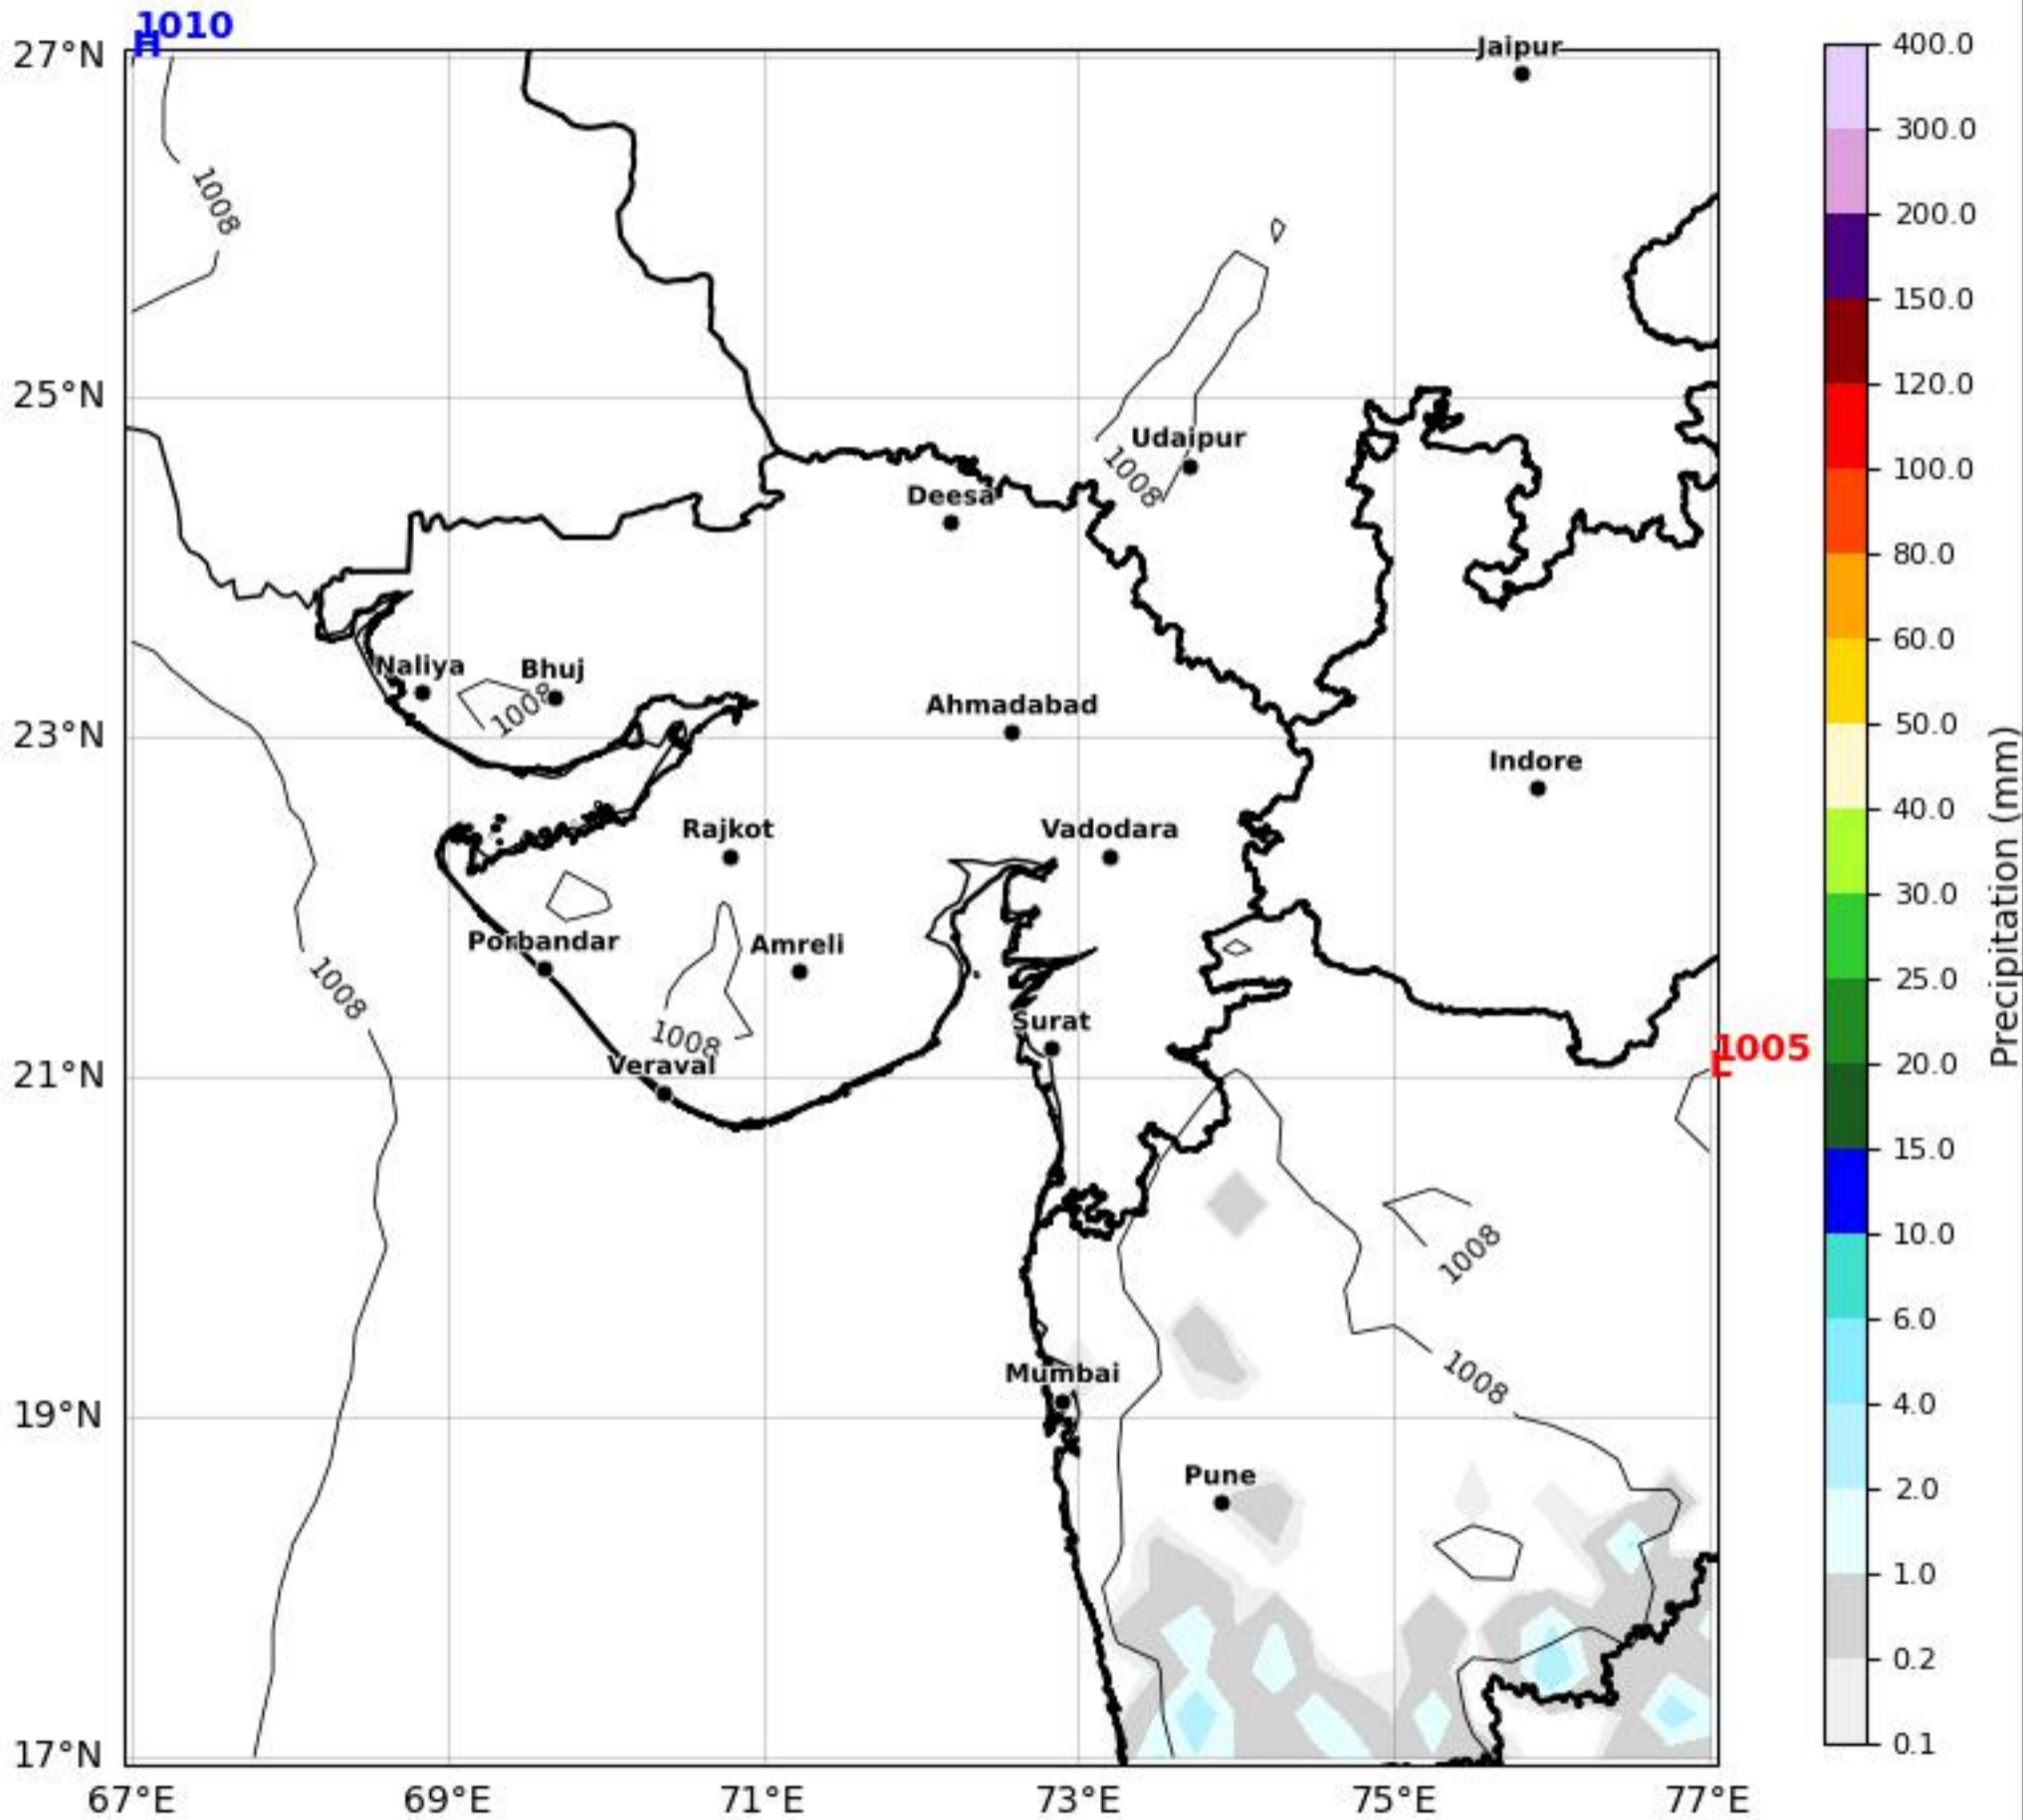 1010
H
27°N
Jaipur
400.0
300.0
1008
200.0
150.0
120.0
25°N
Udaipur
1008
100.0
Deesa
80.0
60.0
Naliya
Bhuj
1008
Ahmadabad
50.0
23°N
Indore
40.0
Rajkot
Vadodara
30.0
Precipitation (mm)
Porbandar
Amreli
25.0
1008
Surat
1008
1005
L
20.0
Veraval
21°N
15.0
10.0
1008
6.0
Mumbai
1008
4.0
19°N
Pune
2.0
1.0
0.2
0.1
17°N
67°E
69°E
71°E
73°E
75°E
77°E